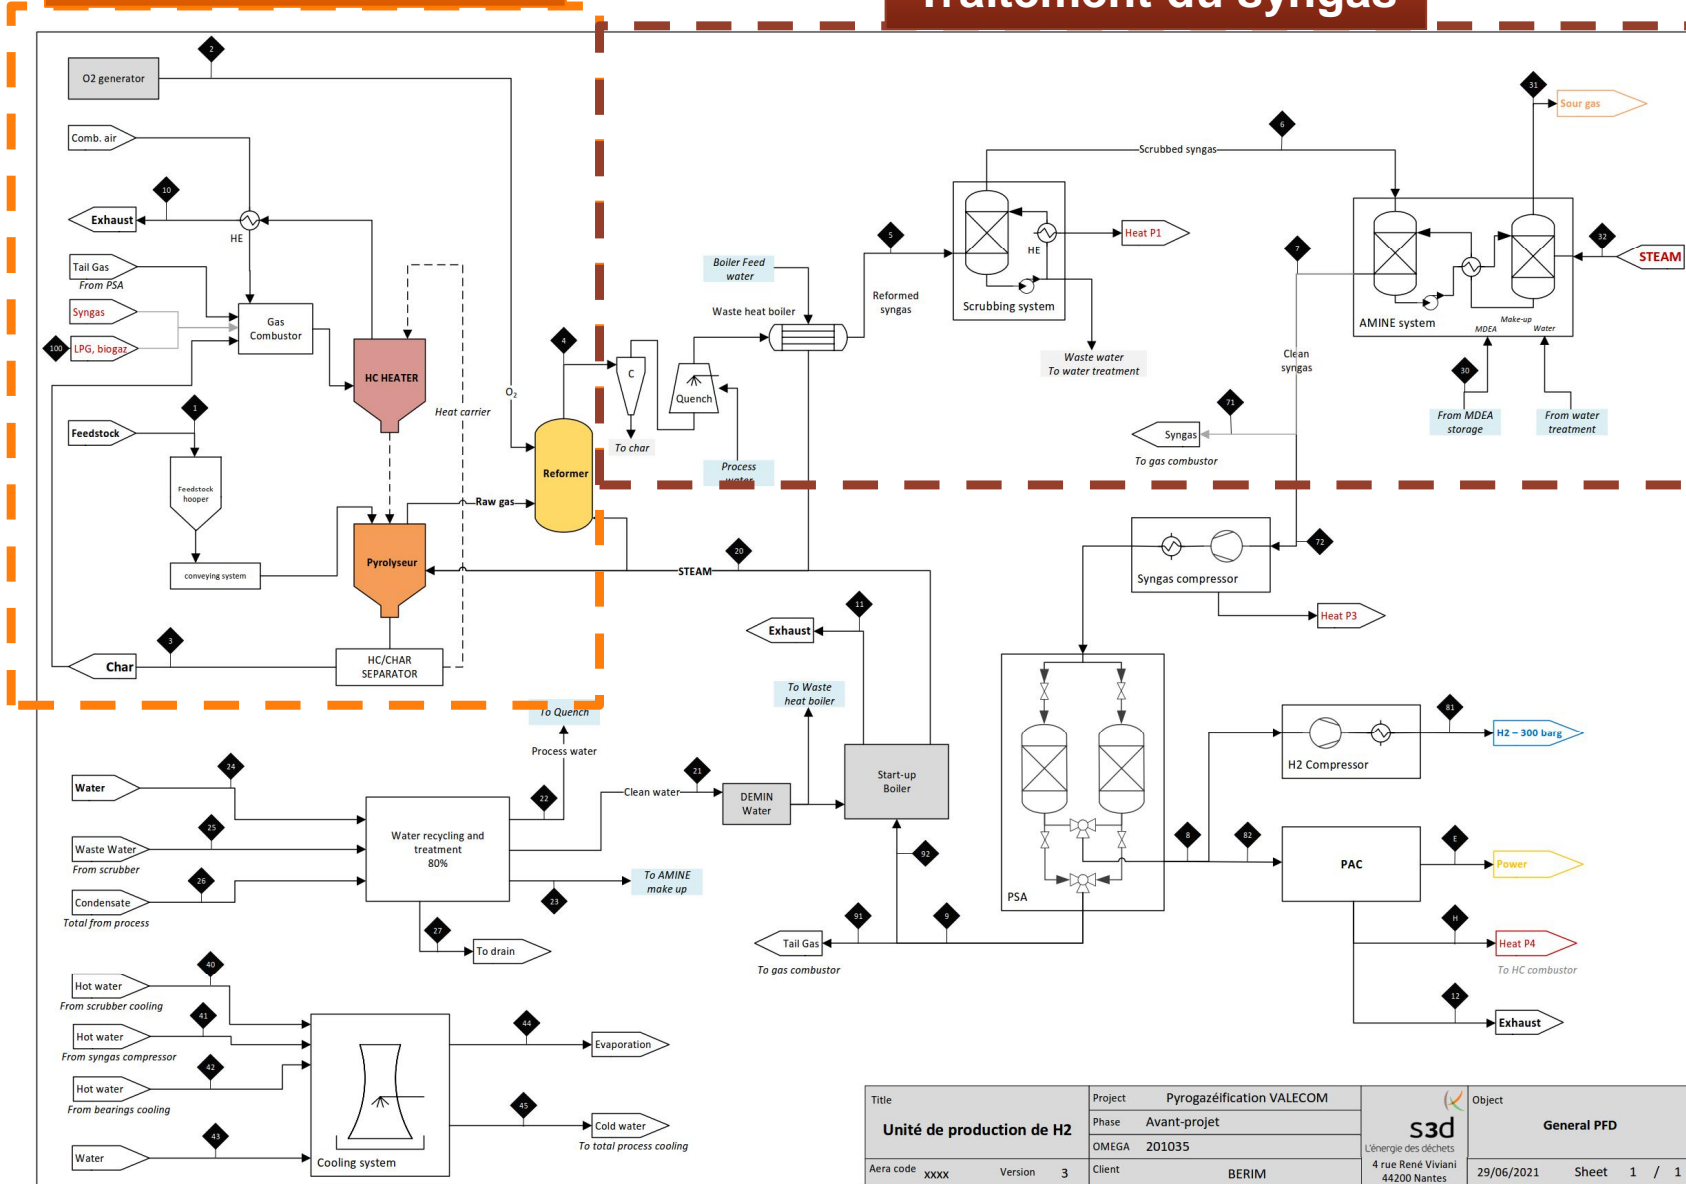 Traitement du syngas
2
O2 generator
Comb. air
10
Exhaust
HE
Tail Gas
From PSA
Syngas
100
LPG, biogaz
Gas
Combustor
HC HEATER
Heat carrier
1
Feedstock
Feedstock
hooper
conveying system
Pyrolyseur
Raw gas
3
Char
HC/CHAR
SEPARATOR
O2
Reformer
4
C
To char
Quench
Process
water
Boiler Feed
water
Waste heat boiler
5
Reformed
syngas
HE
Scrubbing system
Heat P1
Waste water
To water treatment
Scrubbed syngas
6
31
Sour gas
7
32
STEAM
AMINE system
MDEA
Make-up
Water
30
From MDEA
storage
From water
treatment
Clean
syngas
71
Syngas
To gas combustor
72
Syngas compressor
Heat P3
STEAM
20
11
Exhaust
To Waste
heat boiler
To Quench
Process water
22
24
Water
25
Waste Water
From scrubber
26
Condensate
Total from process
Water recycling and
treatment
80%
Clean water
21
DEMIN
Water
Start-up
Boiler
23
To AMINE
make up
27
To drain
92
91
9
Tail Gas
To gas combustor
PSA
8
82
81
H2 Compressor
H2 – 300 barg
PAC
E
Power
H
Heat P4
To HC combustor
12
Exhaust
40
Hot water
From scrubber cooling
41
Hot water
From syngas compressor
42
Hot water
From bearings cooling
43
Water
Cooling system
44
Evaporation
45
Cold water
To total process cooling
Title
Unité de production de H2
Aera code xxxx Version 3
Project Pyrogazéification VALECOM
Phase Avant-projet
OMEGA 201035
Client BERIM
s3d
L'énergie des déchets
4 rue René Viviani
44200 Nantes
Object
General PFD
29/06/2021 Sheet 1 / 1